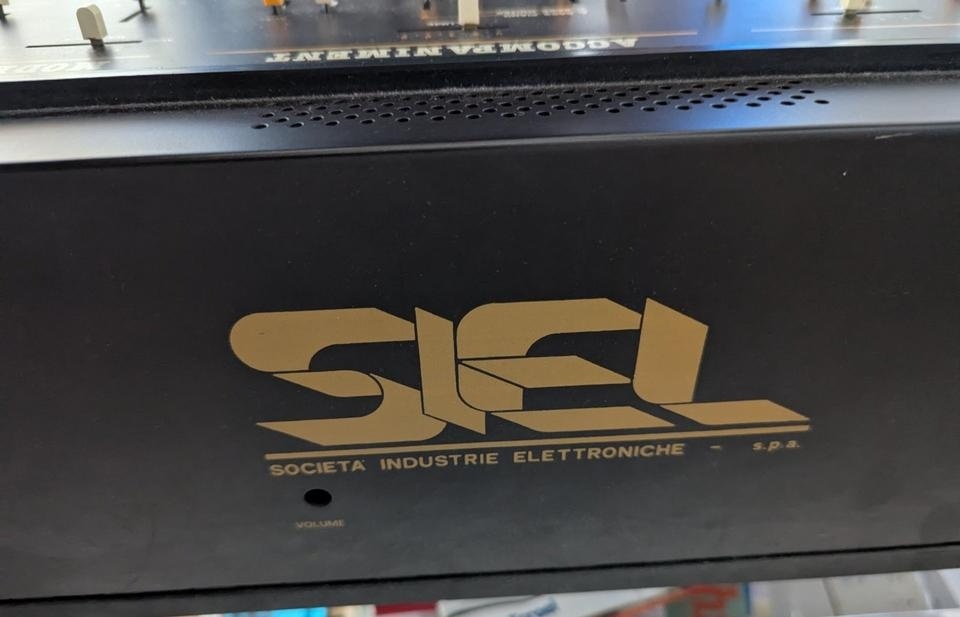 ACCOMPANIMENT
SIEL
SOCIETA' INDUSTRIE ELETTRONICHE - s.p.a.
VOLUME